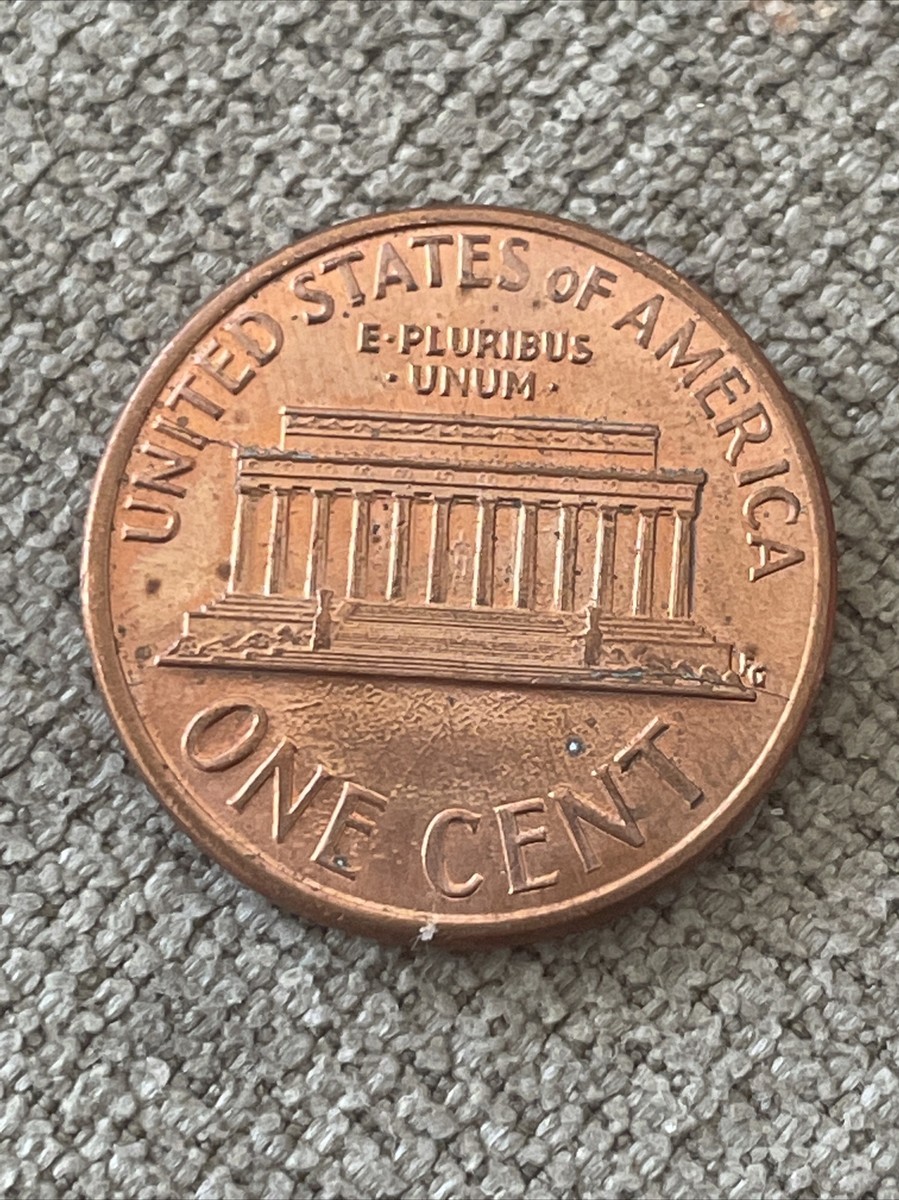 UNITED STATES OF AMERICA
E·PLURIBUS
·UNUM·
FG
ONE CENT